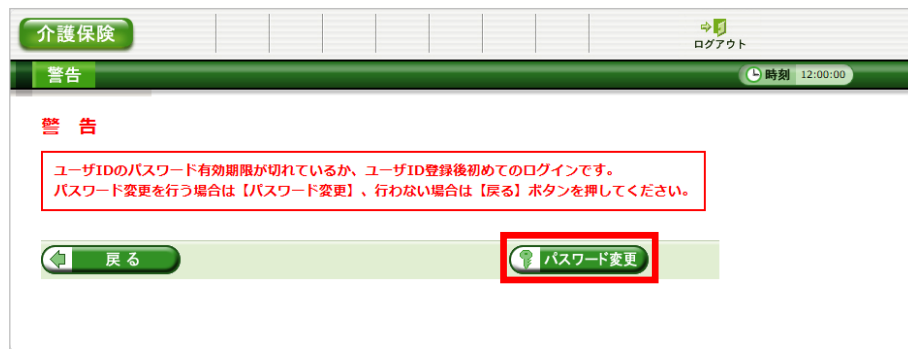 介護保険
ログアウト
警告
時刻 12:00:00
警 告
ユーザIDのパスワード有効期限が切れているか、ユーザID登録後初めてのログインです。
パスワード変更を行う場合は【パスワード変更】、行わない場合は【戻る】ボタンを押してください。
戻 る
パスワード変更